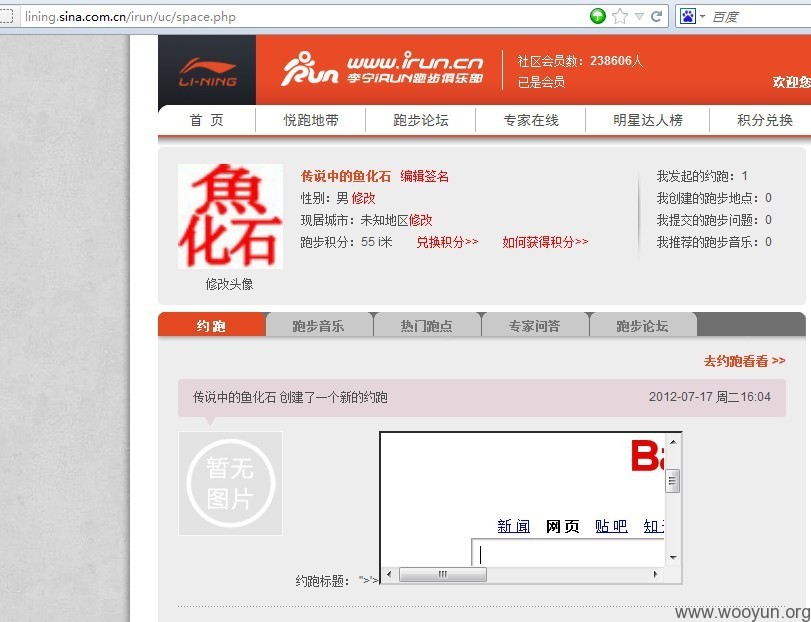 lining.sina.com.cn/irun/uc/space.php
百度
LI-NING
Run www.irun.cn
李宁iRUN跑步俱乐部
社区会员数：238606人
已是会员
欢迎您
首 页 悦跑地带 跑步论坛 专家在线 明星达人榜 积分兑换
魚
化石
传说中的鱼化石 编辑签名
性别：男 修改
现居城市：未知地区修改
跑步积分：55 i米 兑换积分>> 如何获得积分>>
修改头像
我发起的约跑：1
我创建的跑步地点：0
我提交的跑步问题：0
我推荐的跑步音乐：0
约 跑 跑步音乐 热门跑点 专家问答 跑步论坛
去约跑看看 >>
传说中的鱼化石 创建了一个新的约跑 2012-07-17 周二16:04
暂无
图片
Ba
新 闻 网 页 贴 吧 知
约跑标题： ">'>
www.wooyun.org